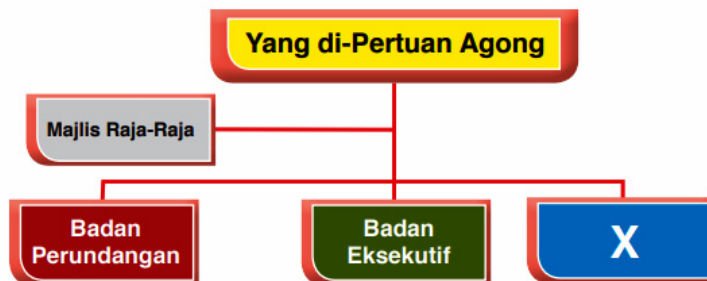 Yang di-Pertuan Agong
Majlis Raja-Raja
Badan
Perundangan
Badan
Eksekutif
X